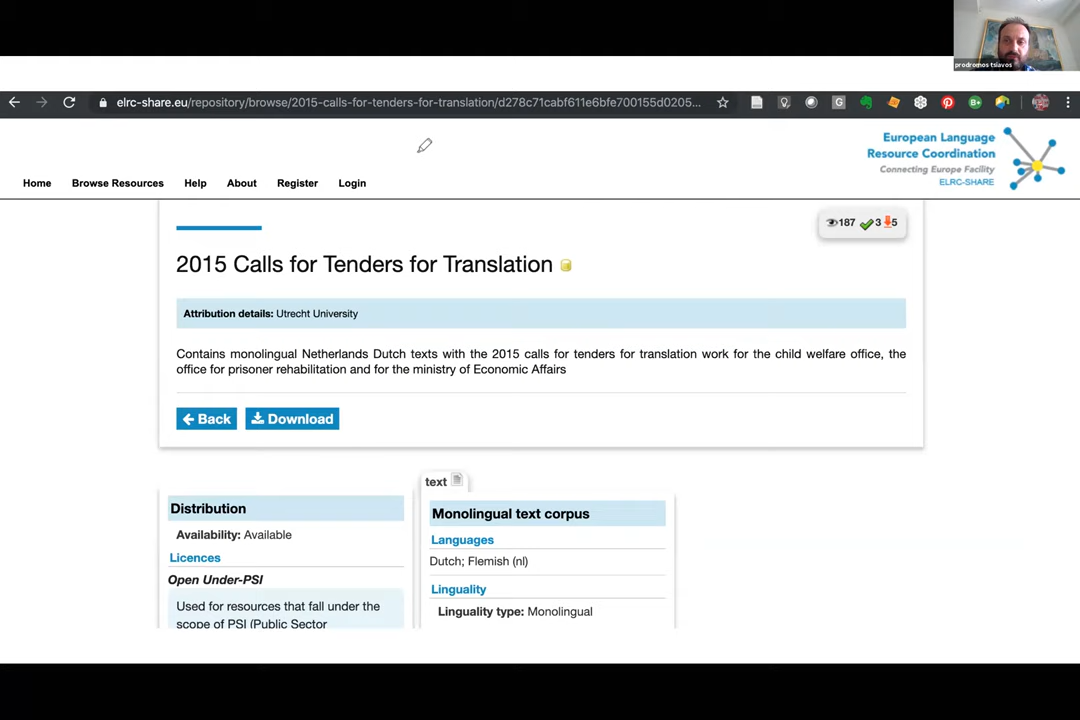 prodromos tsiavos
elrc-share.eu/repository/browse/2015-calls-for-tenders-for-translation/d278c71cabf611e6bfe700155d0205...
European Language
Resource Coordination
Connecting Europe Facility
ELRC-SHARE
Home Browse Resources Help About Register Login
187 3 5
2015 Calls for Tenders for Translation
Attribution details: Utrecht University
Contains monolingual Netherlands Dutch texts with the 2015 calls for tenders for translation work for the child welfare office, the
office for prisoner rehabilitation and for the ministry of Economic Affairs
Back Download
Distribution
Availability: Available
Licences
Open Under-PSI
Used for resources that fall under the
scope of PSI (Public Sector
text
Monolingual text corpus
Languages
Dutch; Flemish (nl)
Linguality
Linguality type: Monolingual